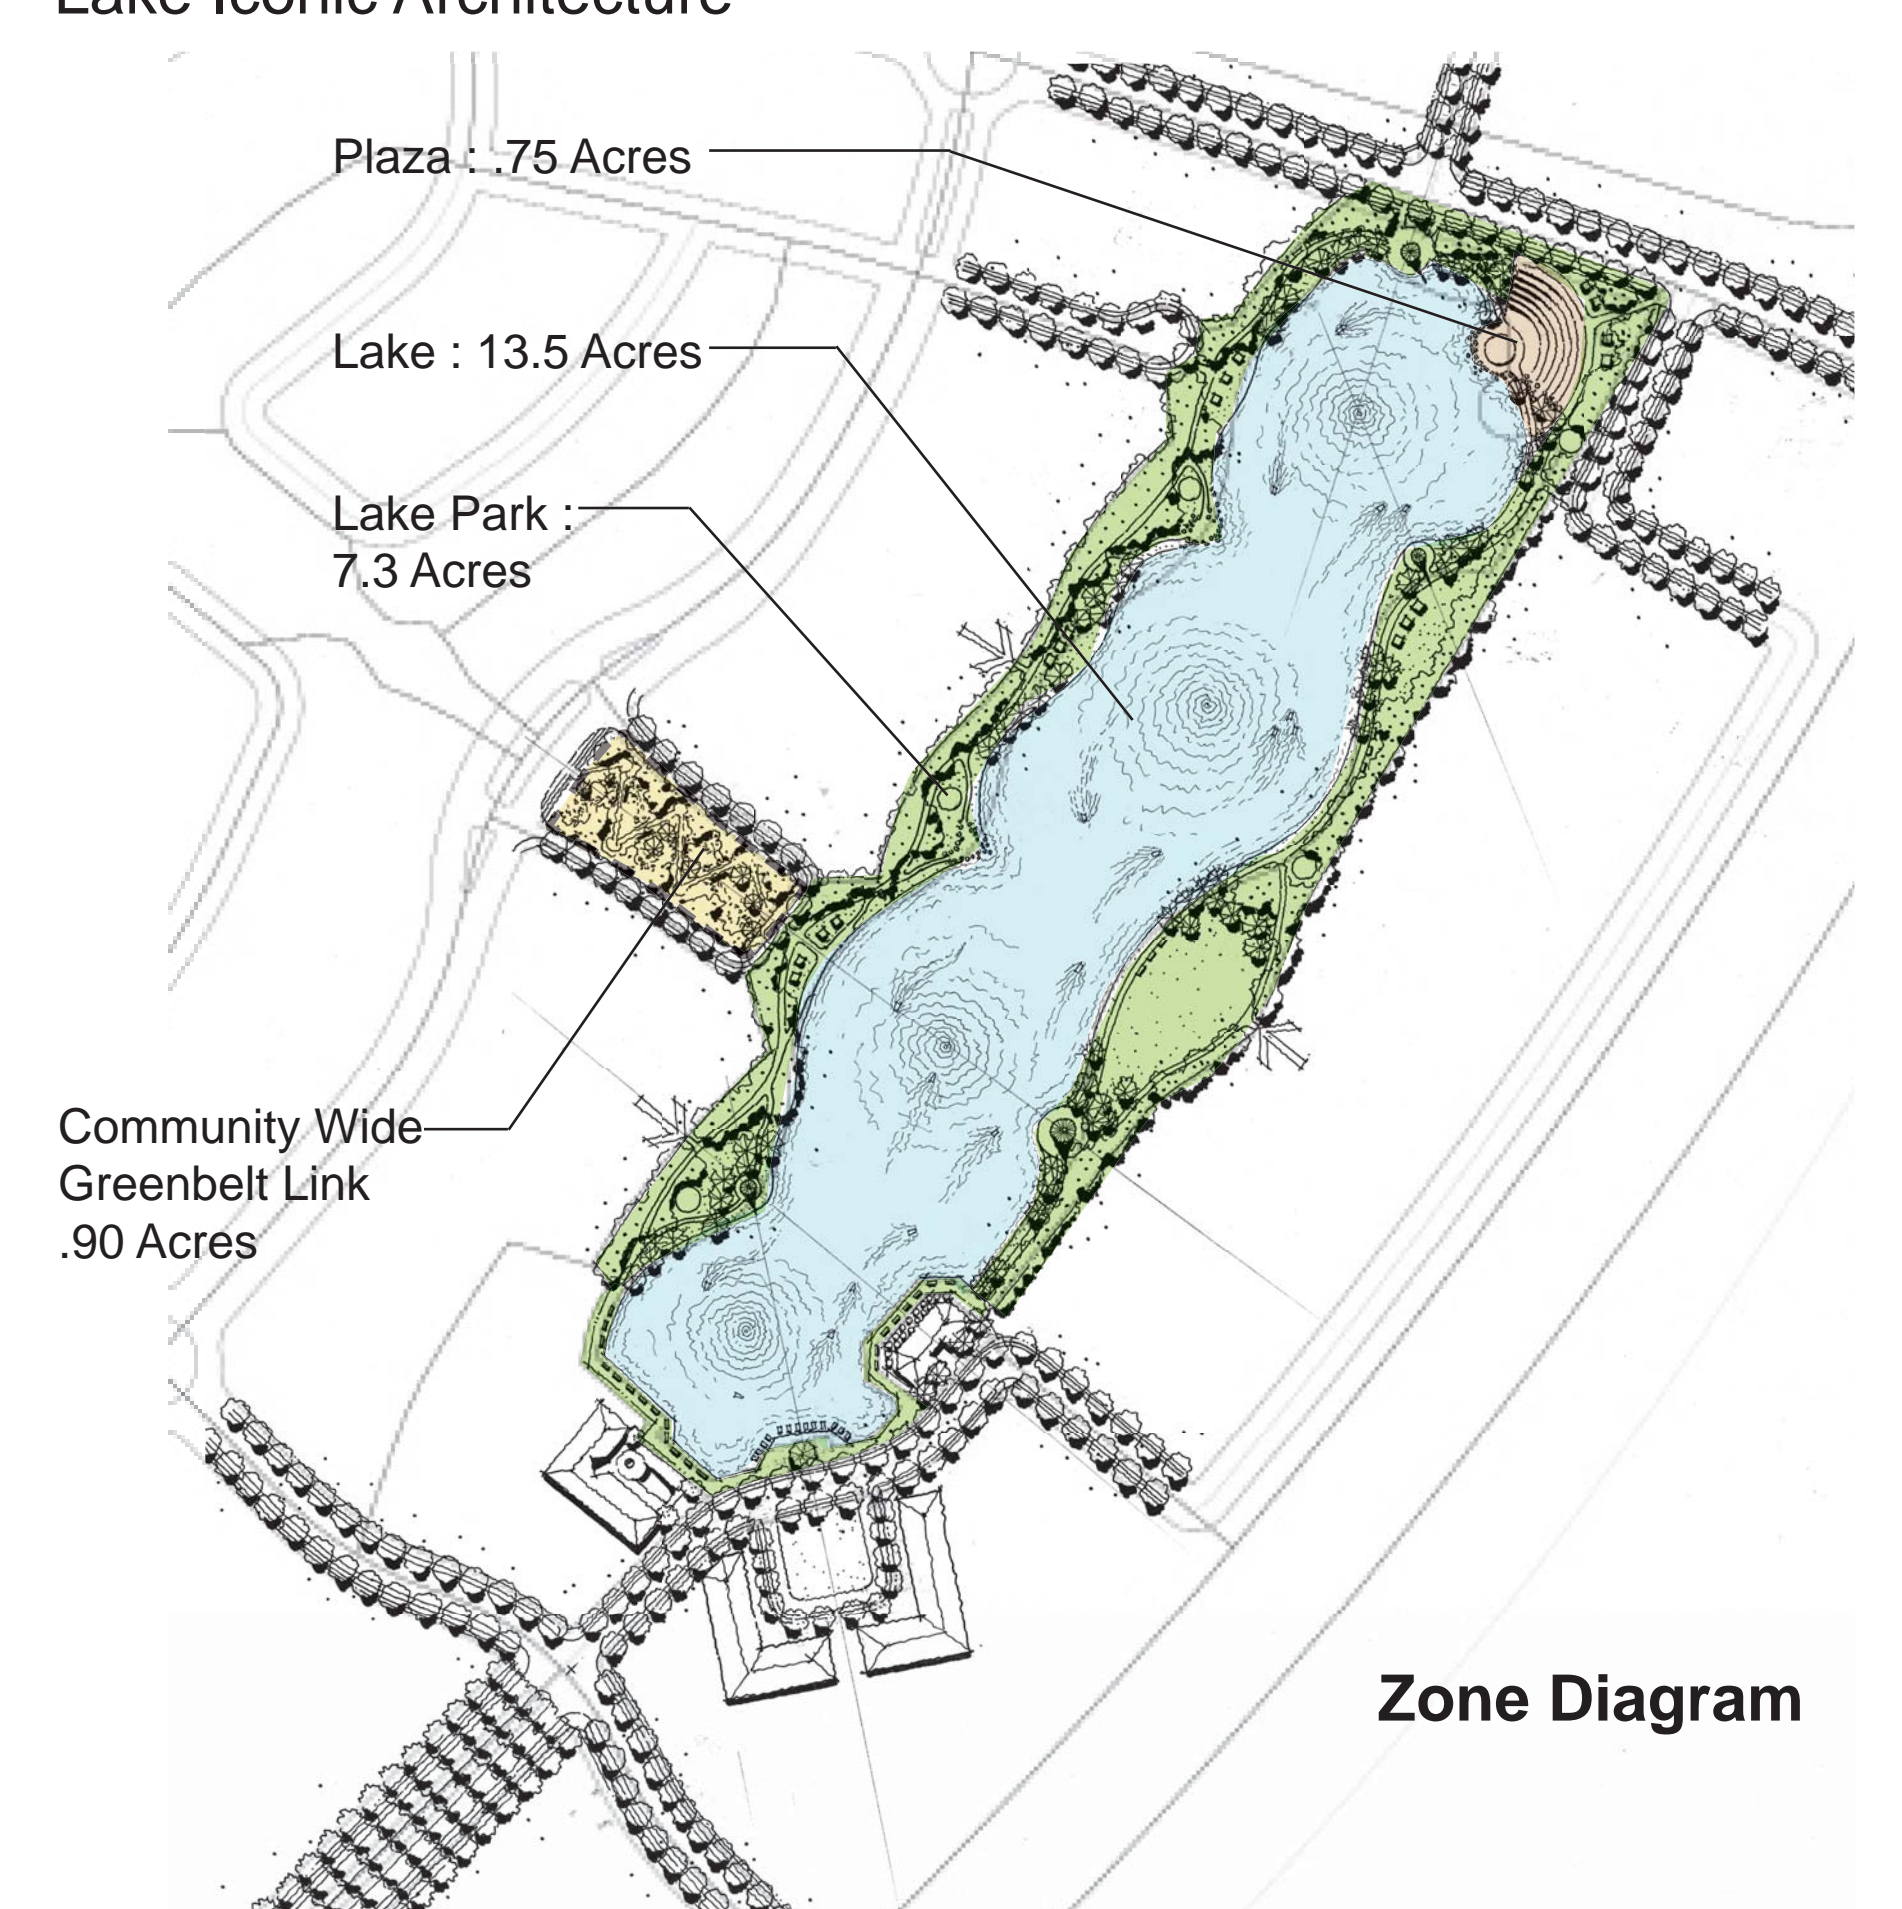 Lake Iconic Architecture
Plaza : .75 Acres
Lake : 13.5 Acres
Lake Park :
7.3 Acres
Community Wide
Greenbelt Link
.90 Acres
Zone Diagram